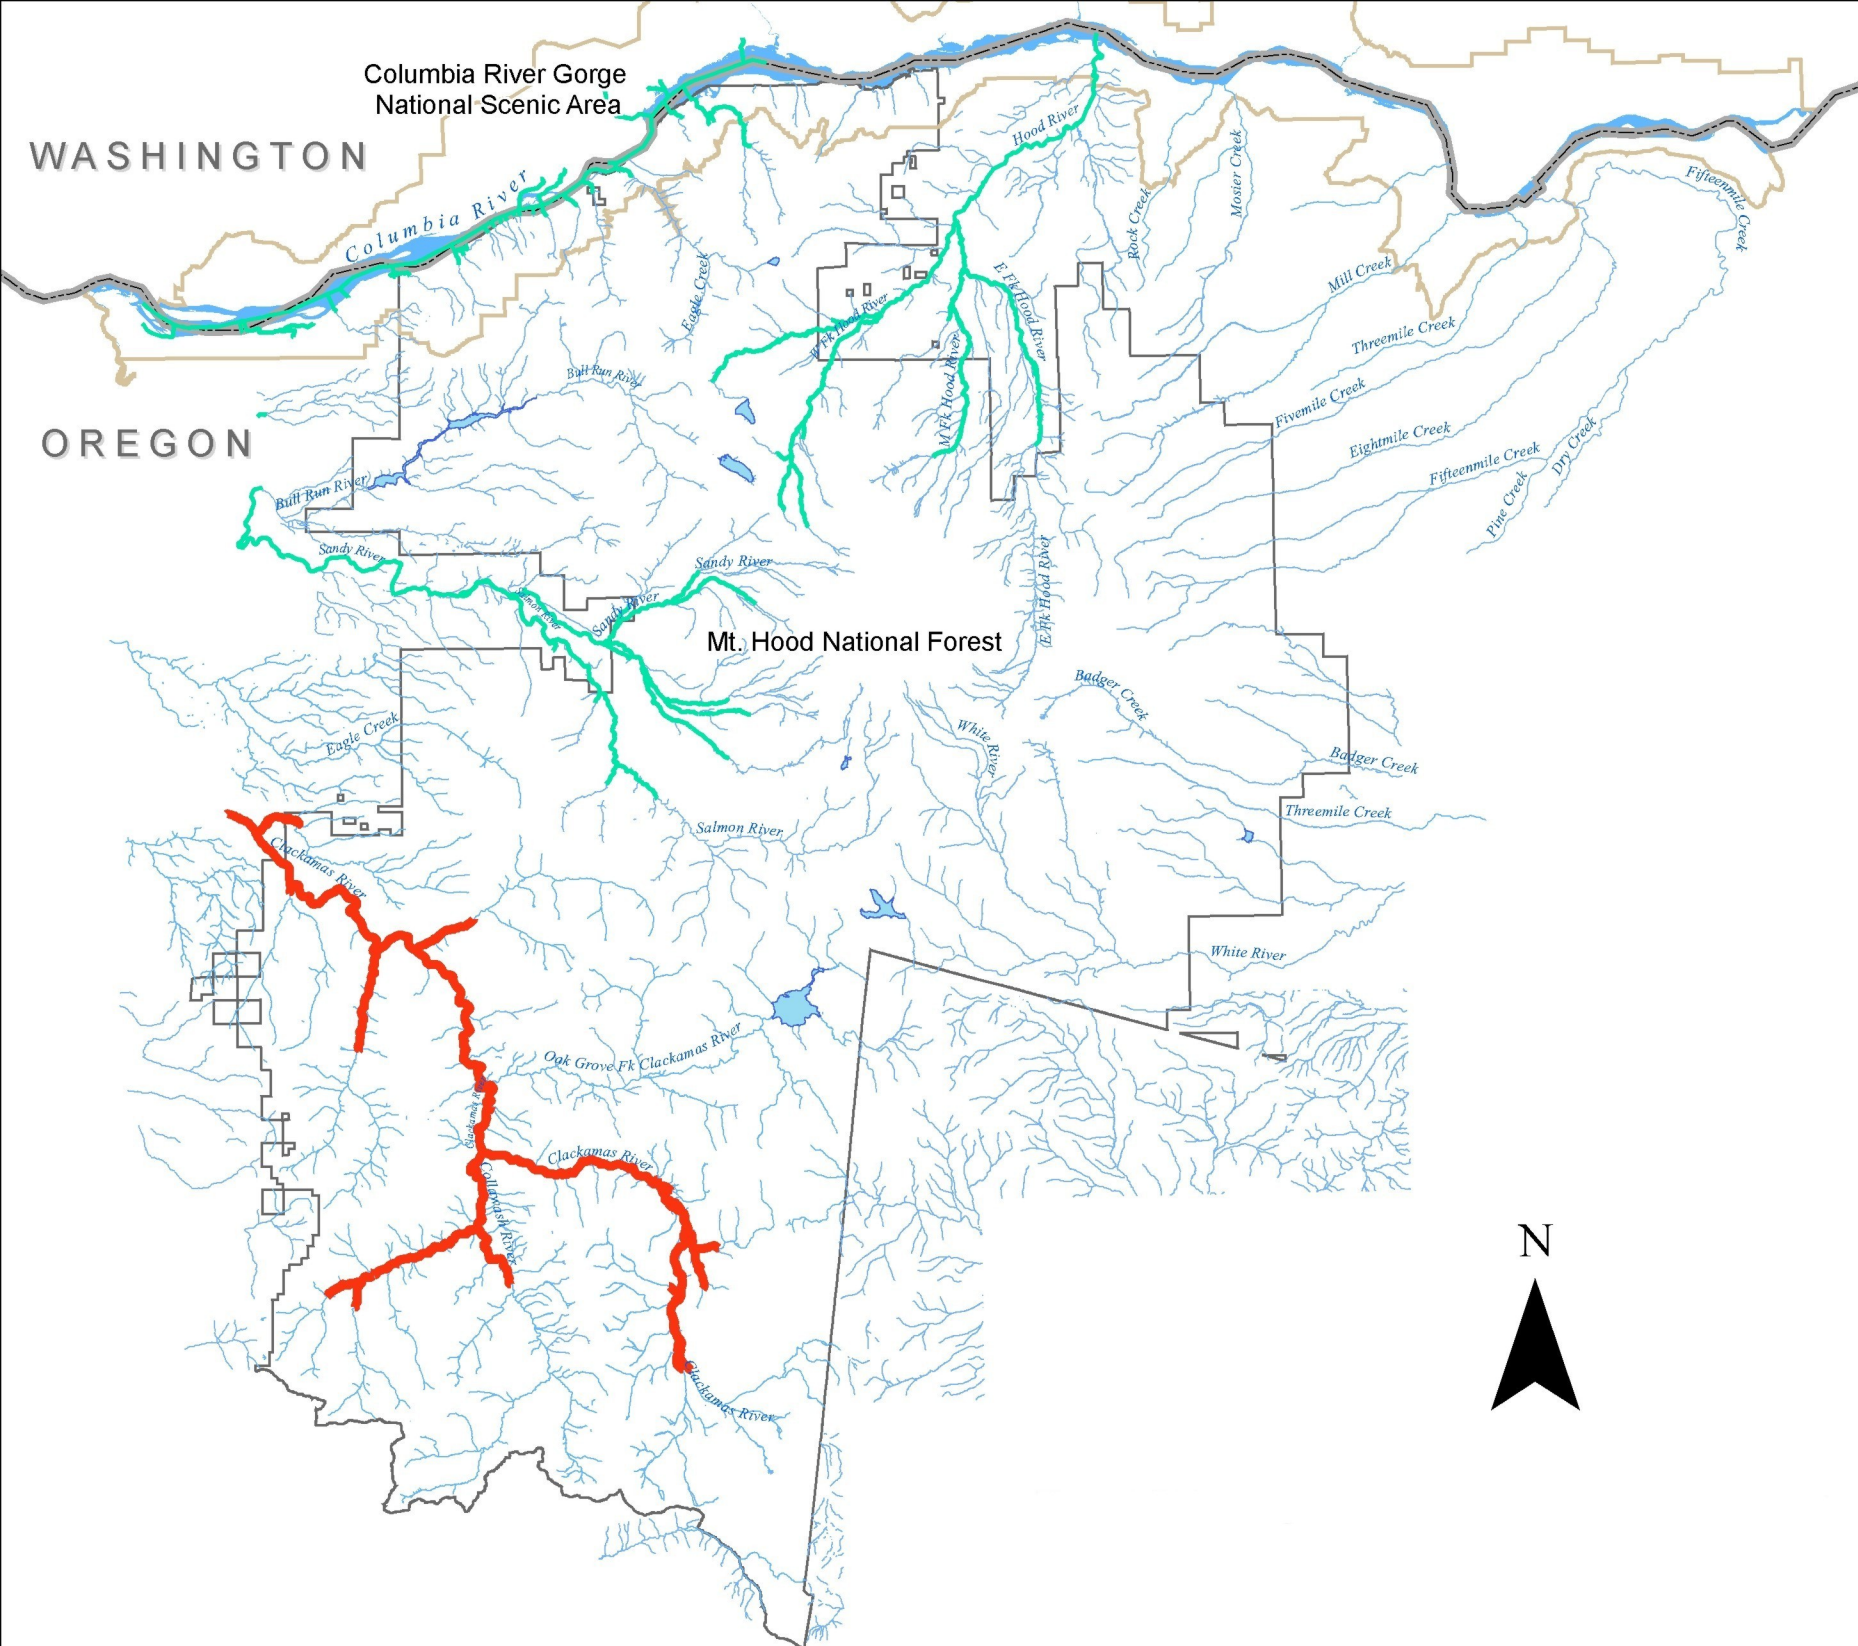 Columbia River Gorge
National Scenic Area
WASHINGTON
Columbia River
Hood River
Rock Creek
Mosier Creek
Fifteenmile Creek
Eagle Creek
W Fk Hood River
E Fk Hood River
M Fk Hood River
Mill Creek
Threemile Creek
Fivemile Creek
Eightmile Creek
Fifteenmile Creek
Dry Creek
Pine Creek
OREGON
Bull Run River
Bull Run River
Sandy River
Sandy River
Salmon River
Sandy River
E Fk Hood River
Mt. Hood National Forest
Badger Creek
Eagle Creek
White River
Badger Creek
Threemile Creek
Salmon River
Clackamas River
White River
Oak Grove Fk Clackamas River
Clackamas River
Clackamas River
Collawash River
N
Clackamas River